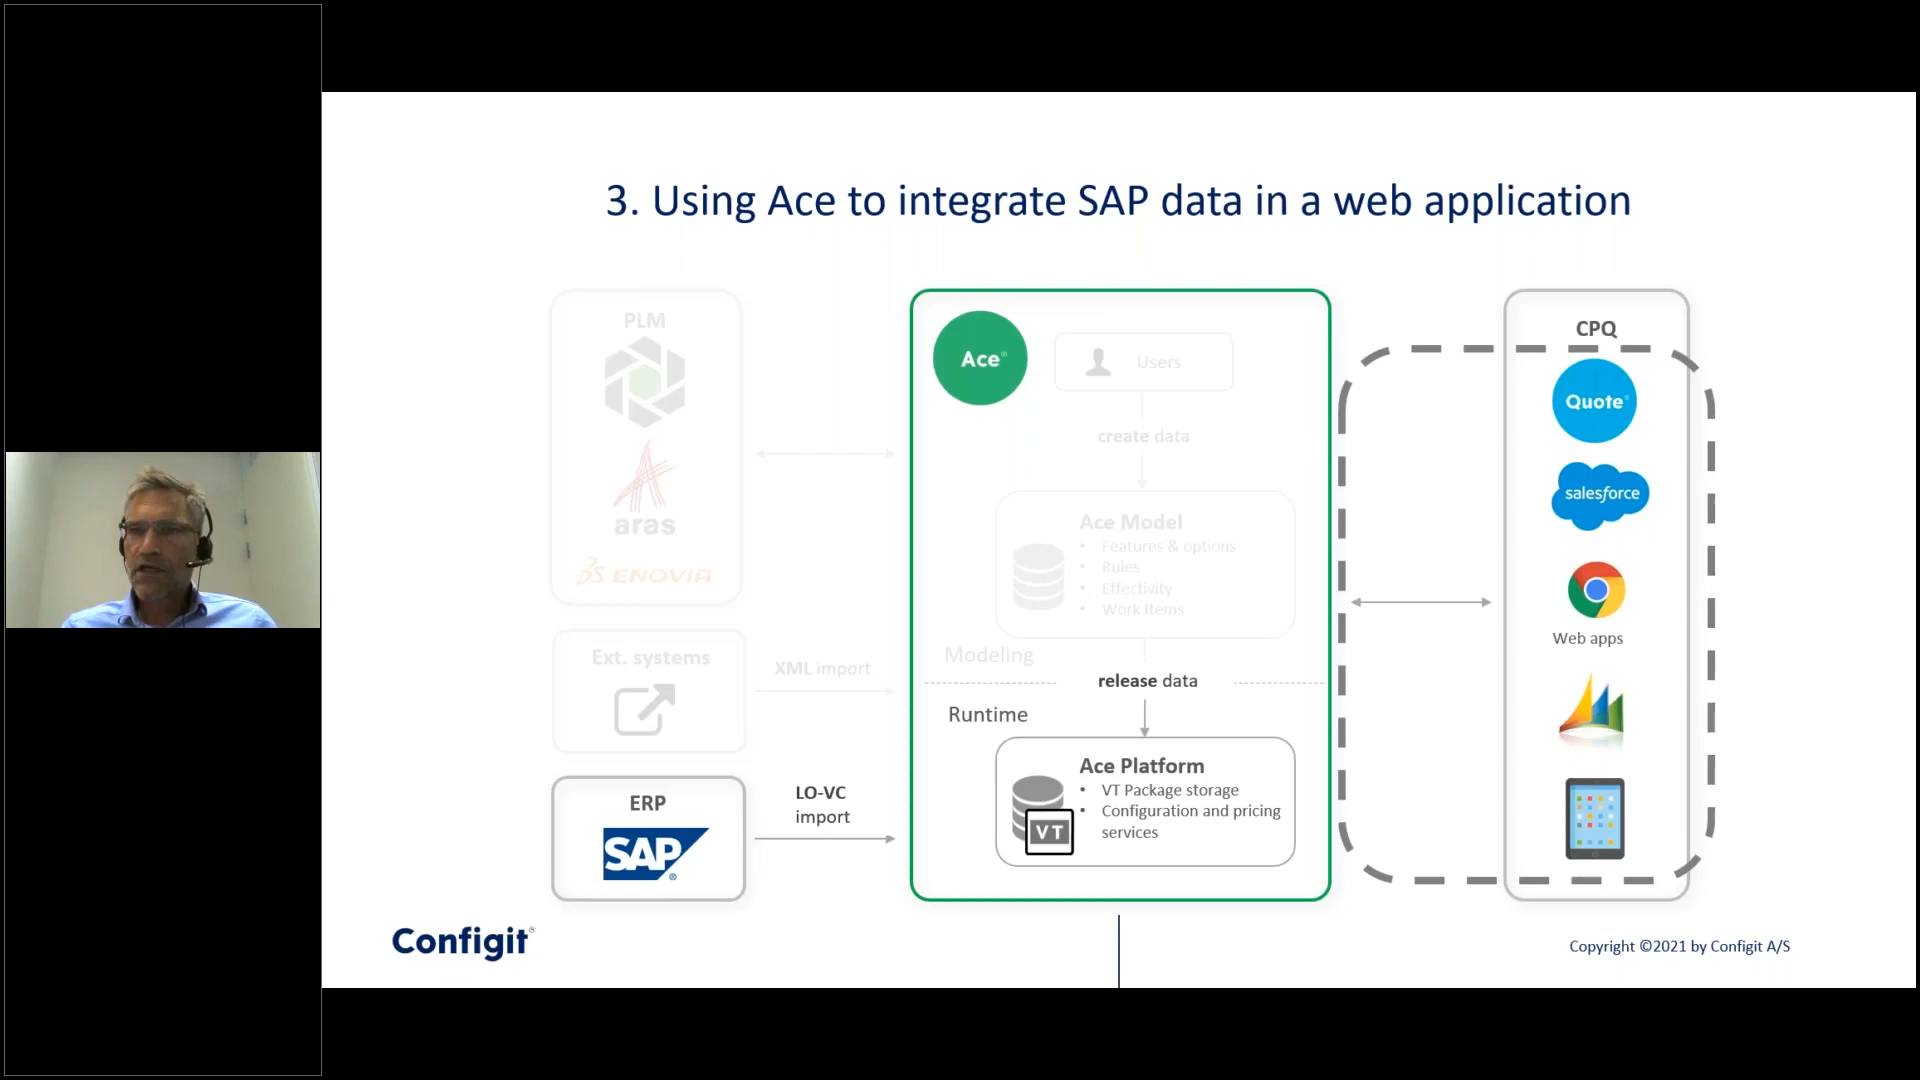 3. Using Ace to integrate SAP data in a web application
PLM
aras
ENOVIA
Ext. systems
XML import
ERP
SAP®
LO-VC
import
Ace®
Users
create data
Ace Model
• Features & options
• Rules
• Effectivity
• Work Items
Modeling
release data
Runtime
Ace Platform
• VT Package storage
• Configuration and pricing
services
VT
CPQ
Quote®
salesforce
Web apps
Configit®
Copyright ©2021 by Configit A/S